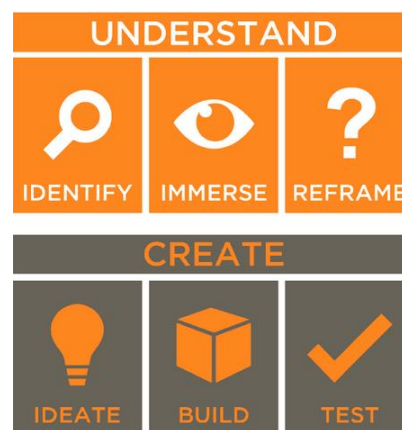 UNDERSTAND
IDENTIFY IMMERSE REFRAME
CREATE
IDEATE BUILD TEST